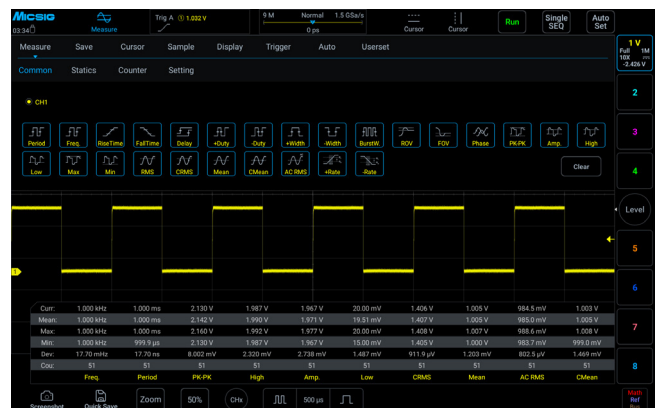 Micsig Measure Trig A ① 1.032 V 9 M Normal 1.5 GSa/s ---- Cursor Cursor Run Single SEQ Auto Set
03:34 0 ps
Measure Save Cursor Sample Display Trigger Auto Userset
Common Statics Counter Setting
CH1
Period Freq. RiseTime FallTime Delay +Duty -Duty +Width -Width BurstW. ROV FOV Phase PK-PK Amp. High
Low Max Min RMS CRMS Mean CMean AC RMS +Rate -Rate Clear
1
Curr: 1.000 kHz 1.000 ms 2.130 V 1.987 V 1.967 V 20.00 mV 1.406 V 1.005 V 984.5 mV 1.003 V
Mean: 1.000 kHz 1.000 ms 2.142 V 1.990 V 1.971 V 19.51 mV 1.407 V 1.005 V 985.0 mV 1.005 V
Max: 1.000 kHz 1.000 ms 2.160 V 1.992 V 1.977 V 20.00 mV 1.408 V 1.007 V 988.6 mV 1.008 V
Min: 1.000 kHz 999.9 µs 2.130 V 1.987 V 1.967 V 15.00 mV 1.405 V 1.000 V 983.7 mV 999.0 mV
Dev: 17.70 mHz 17.70 ns 8.002 mV 2.320 mV 2.738 mV 1.487 mV 911.9 µV 1.203 mV 802.5 µV 1.469 mV
Cou: 51 51 51 51 51 51 51 51 51 51
Freq. Period PK-PK High Amp. Low CRMS Mean AC RMS CMean
Screenshot Quick Save Zoom 50% CHx 500 µs
1 V
Full 1M
10X
-2.426 V
2
3
4
Level
5
6
7
8
Math
Ref
Bus